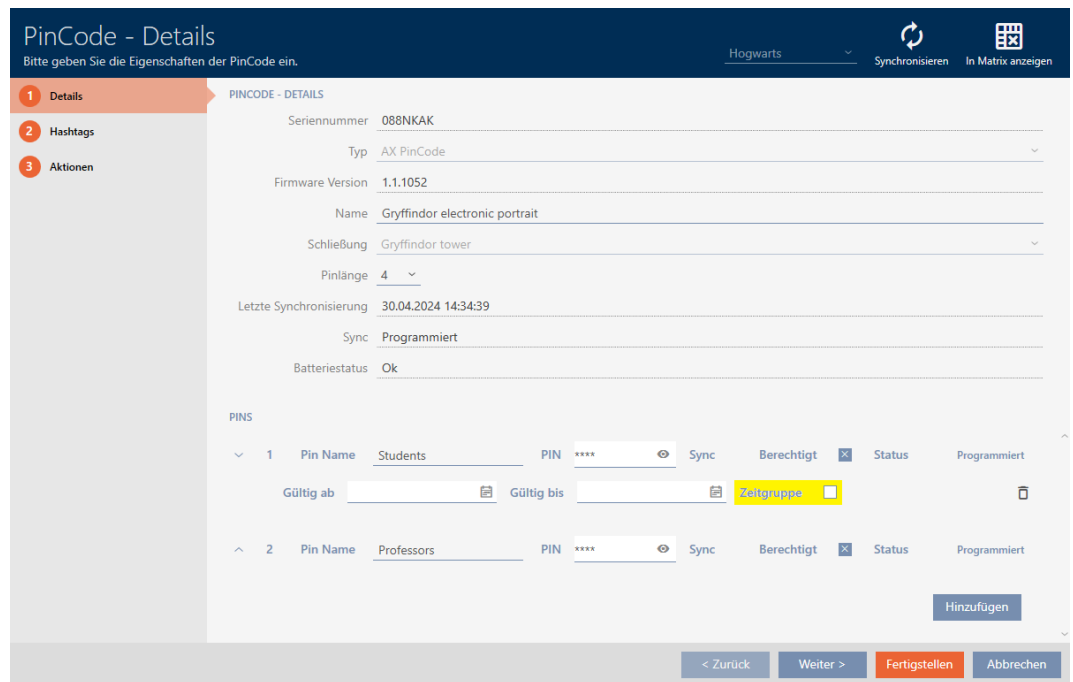 PinCode - Details
Bitte geben Sie die Eigenschaften der PinCode ein.
Hogwarts
Synchronisieren
In Matrix anzeigen
1 Details
2 Hashtags
3 Aktionen
PINCODE - DETAILS
Seriennummer 088NKAK
Typ AX PinCode
Firmware Version 1.1.1052
Name Gryffindor electronic portrait
Schließung Gryffindor tower
Pinlänge 4
Letzte Synchronisierung 30.04.2024 14:34:39
Sync Programmiert
Batteriestatus Ok
PINS
1 Pin Name Students PIN **** Sync Berechtigt Status Programmiert
Gültig ab Gültig bis Zeitgruppe
2 Pin Name Professors PIN **** Sync Berechtigt Status Programmiert
Hinzufügen
< Zurück Weiter > Fertigstellen Abbrechen